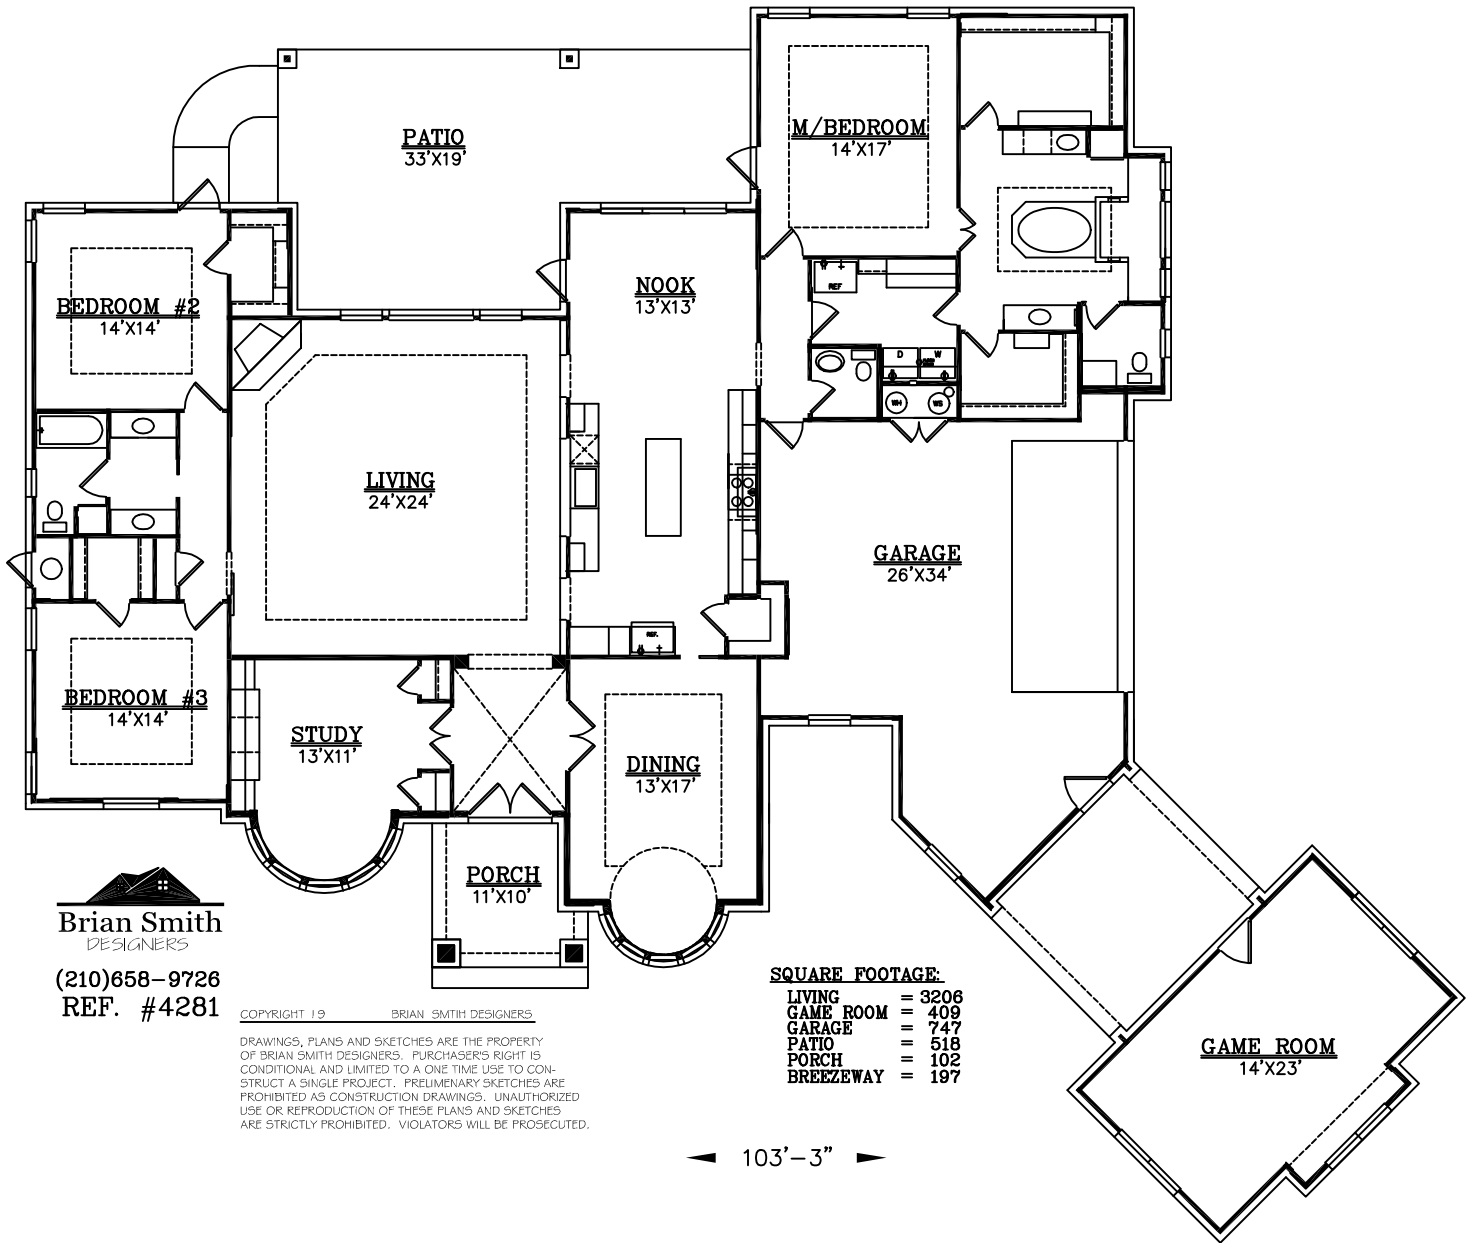 PATIO
33'X19'
M/BEDROOM
14'X17'
NOOK
13'X13'
REF
BEDROOM #2
14'X14'
D W
WH WS
LIVING
24'X24'
GARAGE
26'X34'
REF.
BEDROOM #3
14'X14'
STUDY
13'X11'
DINING
13'X17'
PORCH
11'X10'
GAME ROOM
14'X23'
Brian Smith
DESIGNERS
(210)658-9726
REF. #4281
COPYRIGHT 19 BRIAN SMTIH DESIGNERS
DRAWINGS, PLANS AND SKETCHES ARE THE PROPERTY
OF BRIAN SMITH DESIGNERS. PURCHASER'S RIGHT IS
CONDITIONAL AND LIMITED TO A ONE TIME USE TO CON-
STRUCT A SINGLE PROJECT. PRELIMENARY SKETCHES ARE
PROHIBITED AS CONSTRUCTION DRAWINGS. UNAUTHORIZED
USE OR REPRODUCTION OF THESE PLANS AND SKETCHES
ARE STRICTLY PROHIBITED. VIOLATORS WILL BE PROSECUTED.
SQUARE FOOTAGE:
LIVING = 3206
GAME ROOM = 409
GARAGE = 747
PATIO = 518
PORCH = 102
BREEZEWAY = 197
103'-3"